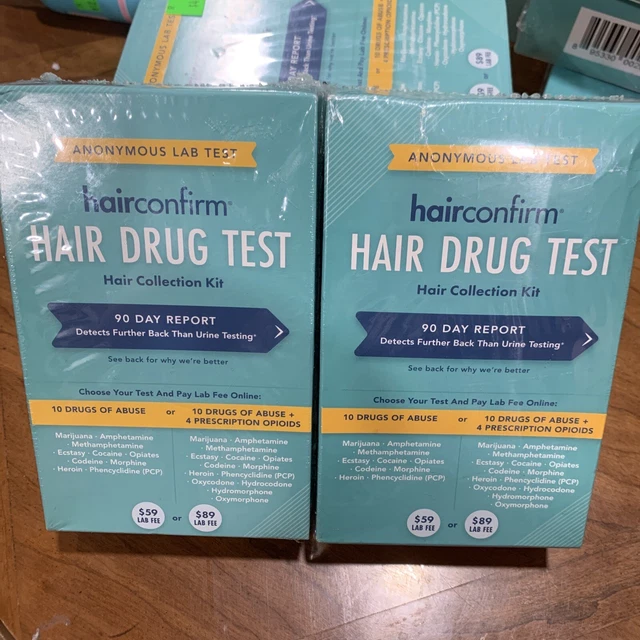 ANONYMOUS LAB TEST
hairconfirm®
HAIR DRUG TEST
Hair Collection Kit
90 DAY REPORT
Detects Further Back Than Urine Testing*
See back for why we're better
Choose Your Test And Pay Lab Fee Online:
10 DRUGS OF ABUSE or 10 DRUGS OF ABUSE +
4 PRESCRIPTION OPIOIDS
Marijuana · Amphetamine
· Methamphetamine
· Ecstasy · Cocaine · Opiates
· Codeine · Morphine
· Heroin · Phencyclidine (PCP)
Marijuana · Amphetamine
· Methamphetamine
· Ecstasy · Cocaine · Opiates
· Codeine · Morphine
· Heroin · Phencyclidine (PCP)
· Oxycodone · Hydrocodone
· Hydromorphone
· Oxymorphone
$59
LAB FEE
or
$89
LAB FEE
ANONYMOUS LAB TEST
hairconfirm®
HAIR DRUG TEST
Hair Collection Kit
90 DAY REPORT
Detects Further Back Than Urine Testing*
See back for why we're better
Choose Your Test And Pay Lab Fee Online:
10 DRUGS OF ABUSE or 10 DRUGS OF ABUSE +
4 PRESCRIPTION OPIOIDS
Marijuana · Amphetamine
· Methamphetamine
· Ecstasy · Cocaine · Opiates
· Codeine · Morphine
· Heroin · Phencyclidine (PCP)
Marijuana · Amphetamine
· Methamphetamine
· Ecstasy · Cocaine · Opiates
· Codeine · Morphine
· Heroin · Phencyclidine (PCP)
· Oxycodone · Hydrocodone
· Hydromorphone
· Oxymorphone
$59
LAB FEE
or
$89
LAB FEE